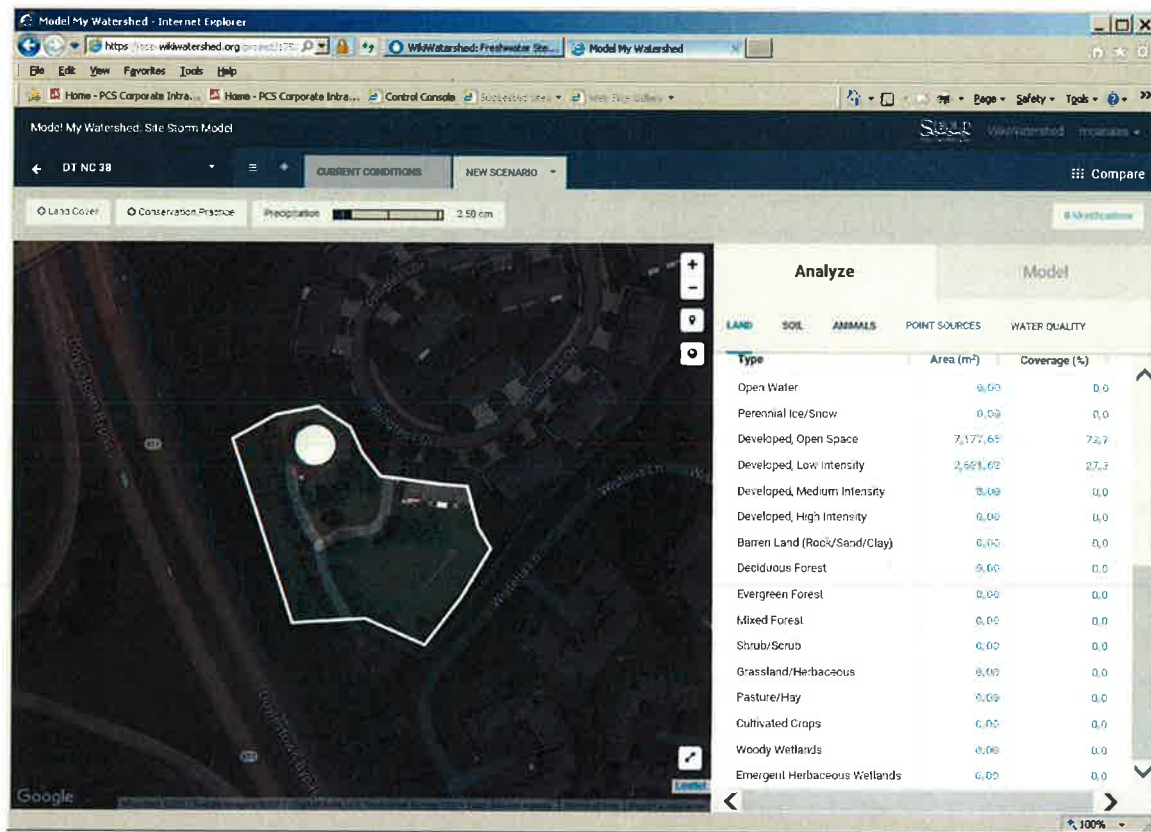 Model My Watershed - Internet Explorer
https wikiwatershed.org WikiWatershed: Freshwater Ste... Model My Watershed
File Edit View Favorites Tools Help
Home - PCS Corporate Intra... Home - PCS Corporate Intra... Control Console Page Safety Tools
Model My Watershed: Site Storm Model WikiWatershed
DT NC 38 CURRENT CONDITIONS NEW SCENARIO Compare
Land Cover Conservation Practice Precipitation 2.50 cm
Analyze Model
LAND SOIL ANIMALS POINT SOURCES WATER QUALITY
Type Area (m²) Coverage (%)
Open Water 0.00 0.0
Perennial Ice/Snow 0.00 0.0
Developed, Open Space 72.7
Developed, Low Intensity 27.3
Developed, Medium Intensity 0.00 0.0
Developed, High Intensity 0.00 0.0
Barren Land (Rock/Sand/Clay) 0.00 0.0
Deciduous Forest 0.00 0.0
Evergreen Forest 0.00 0.0
Mixed Forest 0.00 0.0
Shrub/Scrub 0.00 0.0
Grassland/Herbaceous 0.00 0.0
Pasture/Hay 0.00 0.0
Cultivated Crops 0.00 0.0
Woody Wetlands 0.00 0.0
Emergent Herbaceous Wetlands 0.00 0.0
Google Leaflet
100%